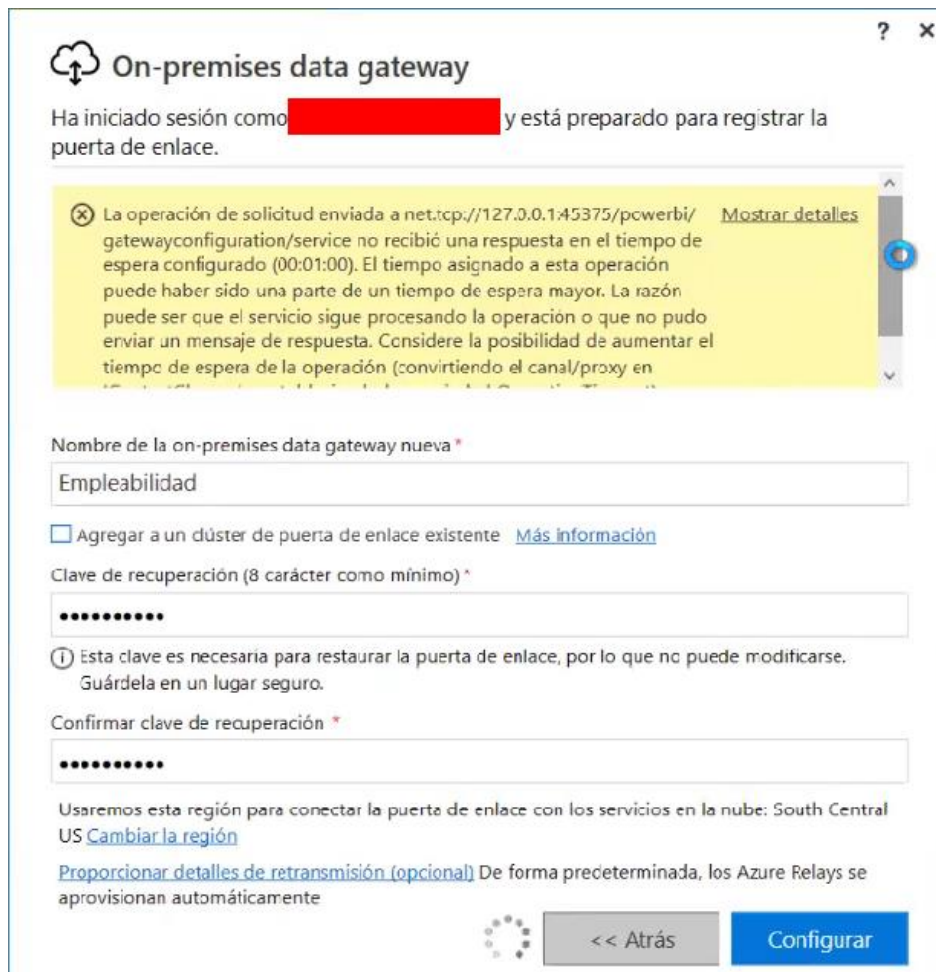 ? ×
On-premises data gateway
Ha iniciado sesión como y está preparado para registrar la
puerta de enlace.
La operación de solicitud enviada a net.tcp://127.0.0.1:45375/powerbi/ Mostrar detalles
gatewayconfiguration/service no recibió una respuesta en el tiempo de
espera configurado (00:01:00). El tiempo asignado a esta operación
puede haber sido una parte de un tiempo de espera mayor. La razón
puede ser que el servicio sigue procesando la operación o que no pudo
enviar un mensaje de respuesta. Considere la posibilidad de aumentar el
tiempo de espera de la operación (convirtiendo el canal/proxy en
Nombre de la on-premises data gateway nueva *
Empleabilidad
Agregar a un clúster de puerta de enlace existente Más información
Clave de recuperación (8 carácter como mínimo) *
••••••••••
Esta clave es necesaria para restaurar la puerta de enlace, por lo que no puede modificarse.
Guárdela en un lugar seguro.
Confirmar clave de recuperación *
••••••••••
Usaremos esta región para conectar la puerta de enlace con los servicios en la nube: South Central
US Cambiar la región
Proporcionar detalles de retransmisión (opcional) De forma predeterminada, los Azure Relays se
aprovisionan automáticamente
<< Atrás Configurar